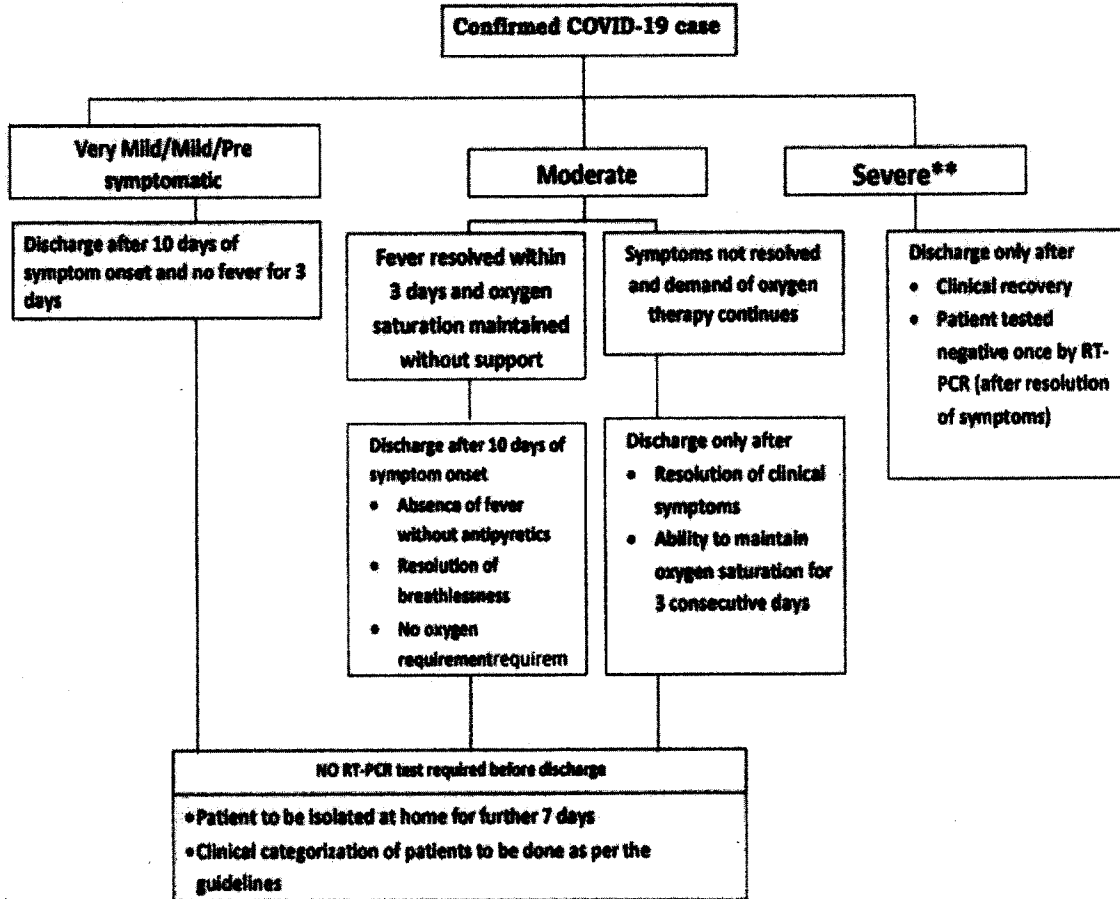 Confirmed COVID-19 case
Very Mild/Mild/Pre
symptomatic
Discharge after 10 days of
symptom onset and no fever for 3
days
Moderate
Fever resolved within
3 days and oxygen
saturation maintained
without support
Discharge after 10 days of
symptom onset
• Absence of fever
without antipyretics
• Resolution of
breathlessness
• No oxygen
requirementrequirem
Symptoms not resolved
and demand of oxygen
therapy continues
Discharge only after
• Resolution of clinical
symptoms
• Ability to maintain
oxygen saturation for
3 consecutive days
Severe**
Discharge only after
• Clinical recovery
• Patient tested
negative once by RT-
PCR (after resolution
of symptoms)
NO RT-PCR test required before discharge
•Patient to be isolated at home for further 7 days
•Clinical categorization of patients to be done as per the
guidelines